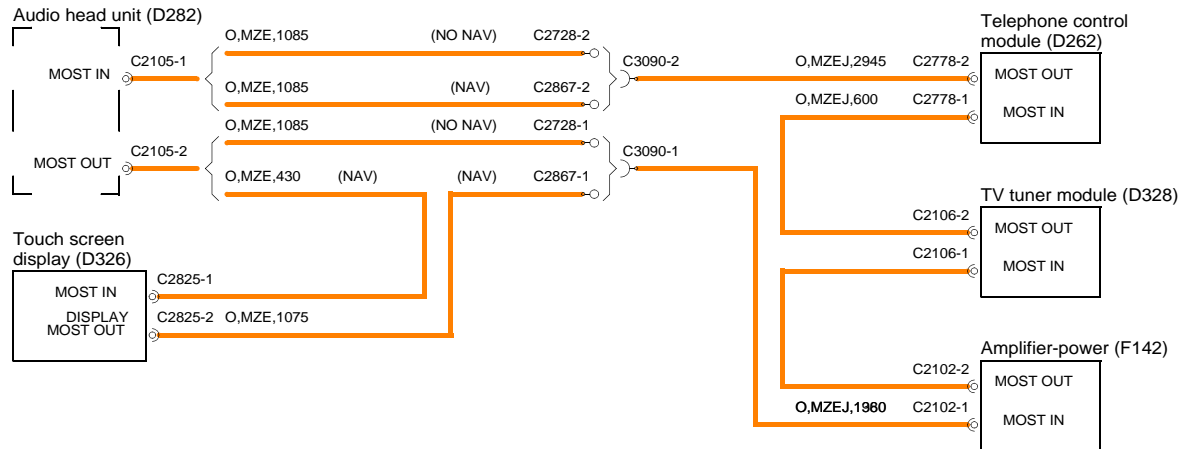 Audio head unit (D282)
O,MZE,1085 (NO NAV) C2728-2
MOST IN C2105-1
C3090-2
O,MZE,1085 (NAV) C2867-2
O,MZE,1085 (NO NAV) C2728-1
MOST OUT C2105-2
C3090-1
O,MZE,430 (NAV) (NAV) C2867-1
Touch screen
display (D326)
MOST IN C2825-1
DISPLAY
MOST OUT
C2825-2 O,MZE,1075
Telephone control
module (D262)
O,MZEJ,2945 C2778-2 MOST OUT
O,MZEJ,600 C2778-1 MOST IN
TV tuner module (D328)
C2106-2 MOST OUT
C2106-1 MOST IN
Amplifier-power (F142)
C2102-2 MOST OUT
C2102-1 MOST IN